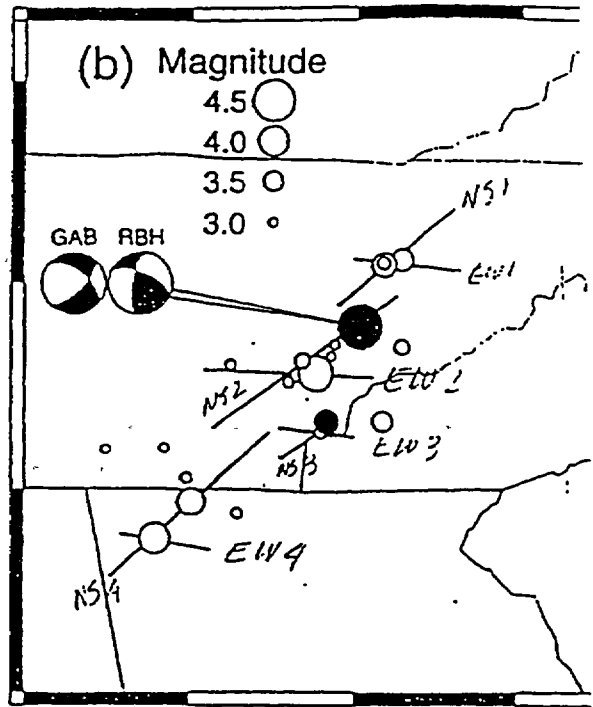 (b) Magnitude
4.5
4.0
3.5
3.0
GAB RBH
NS1
EW1
NS2
EW2
EW3
NS3
EW4
NS4